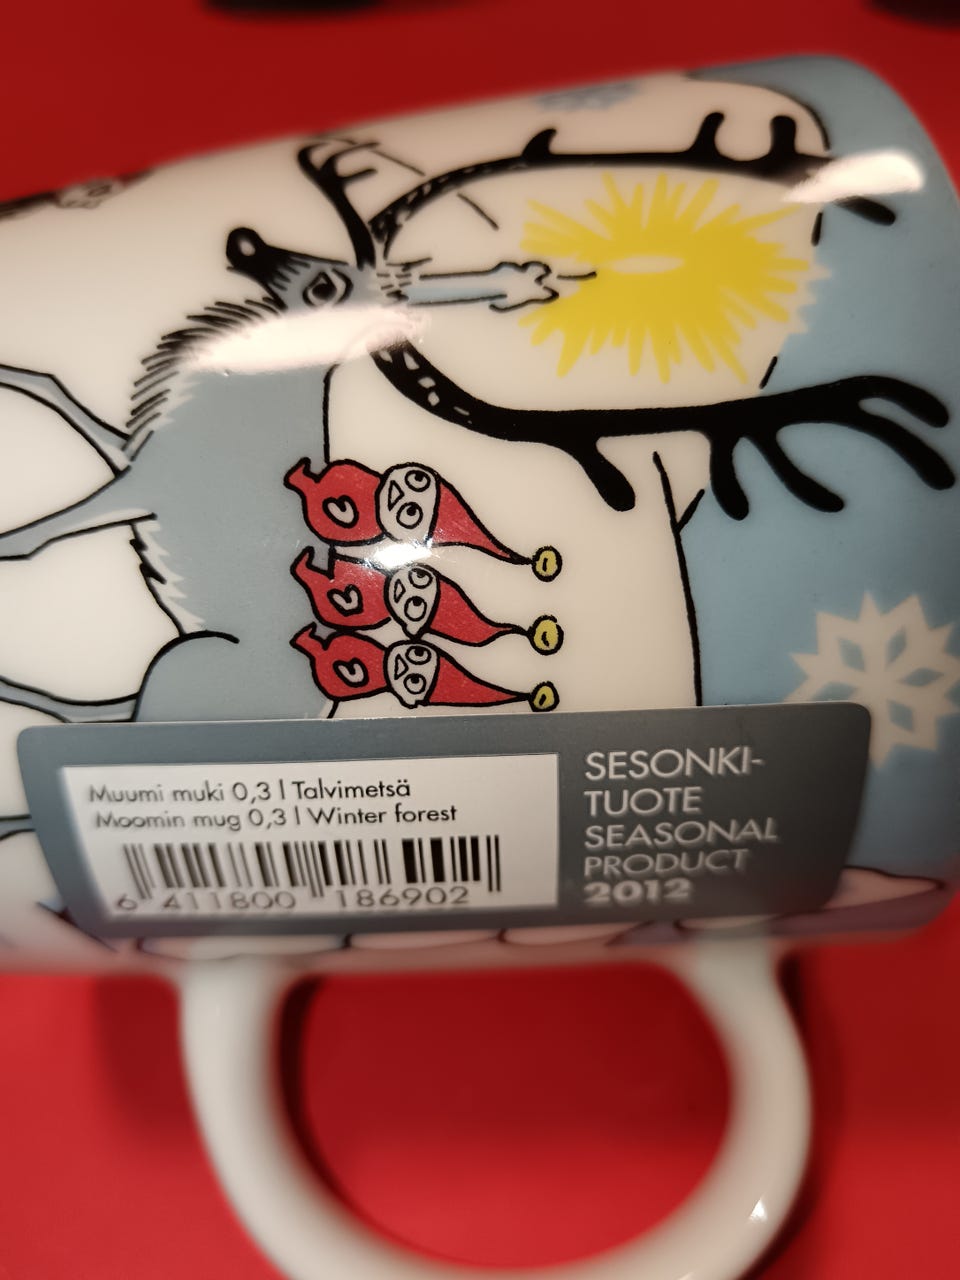 Muumi muki 0,3 l Talvimetsä
Moomin mug 0,3 l Winter forest
6 411800 186902
SESONKI-
TUOTE
SEASONAL
PRODUCT
2012